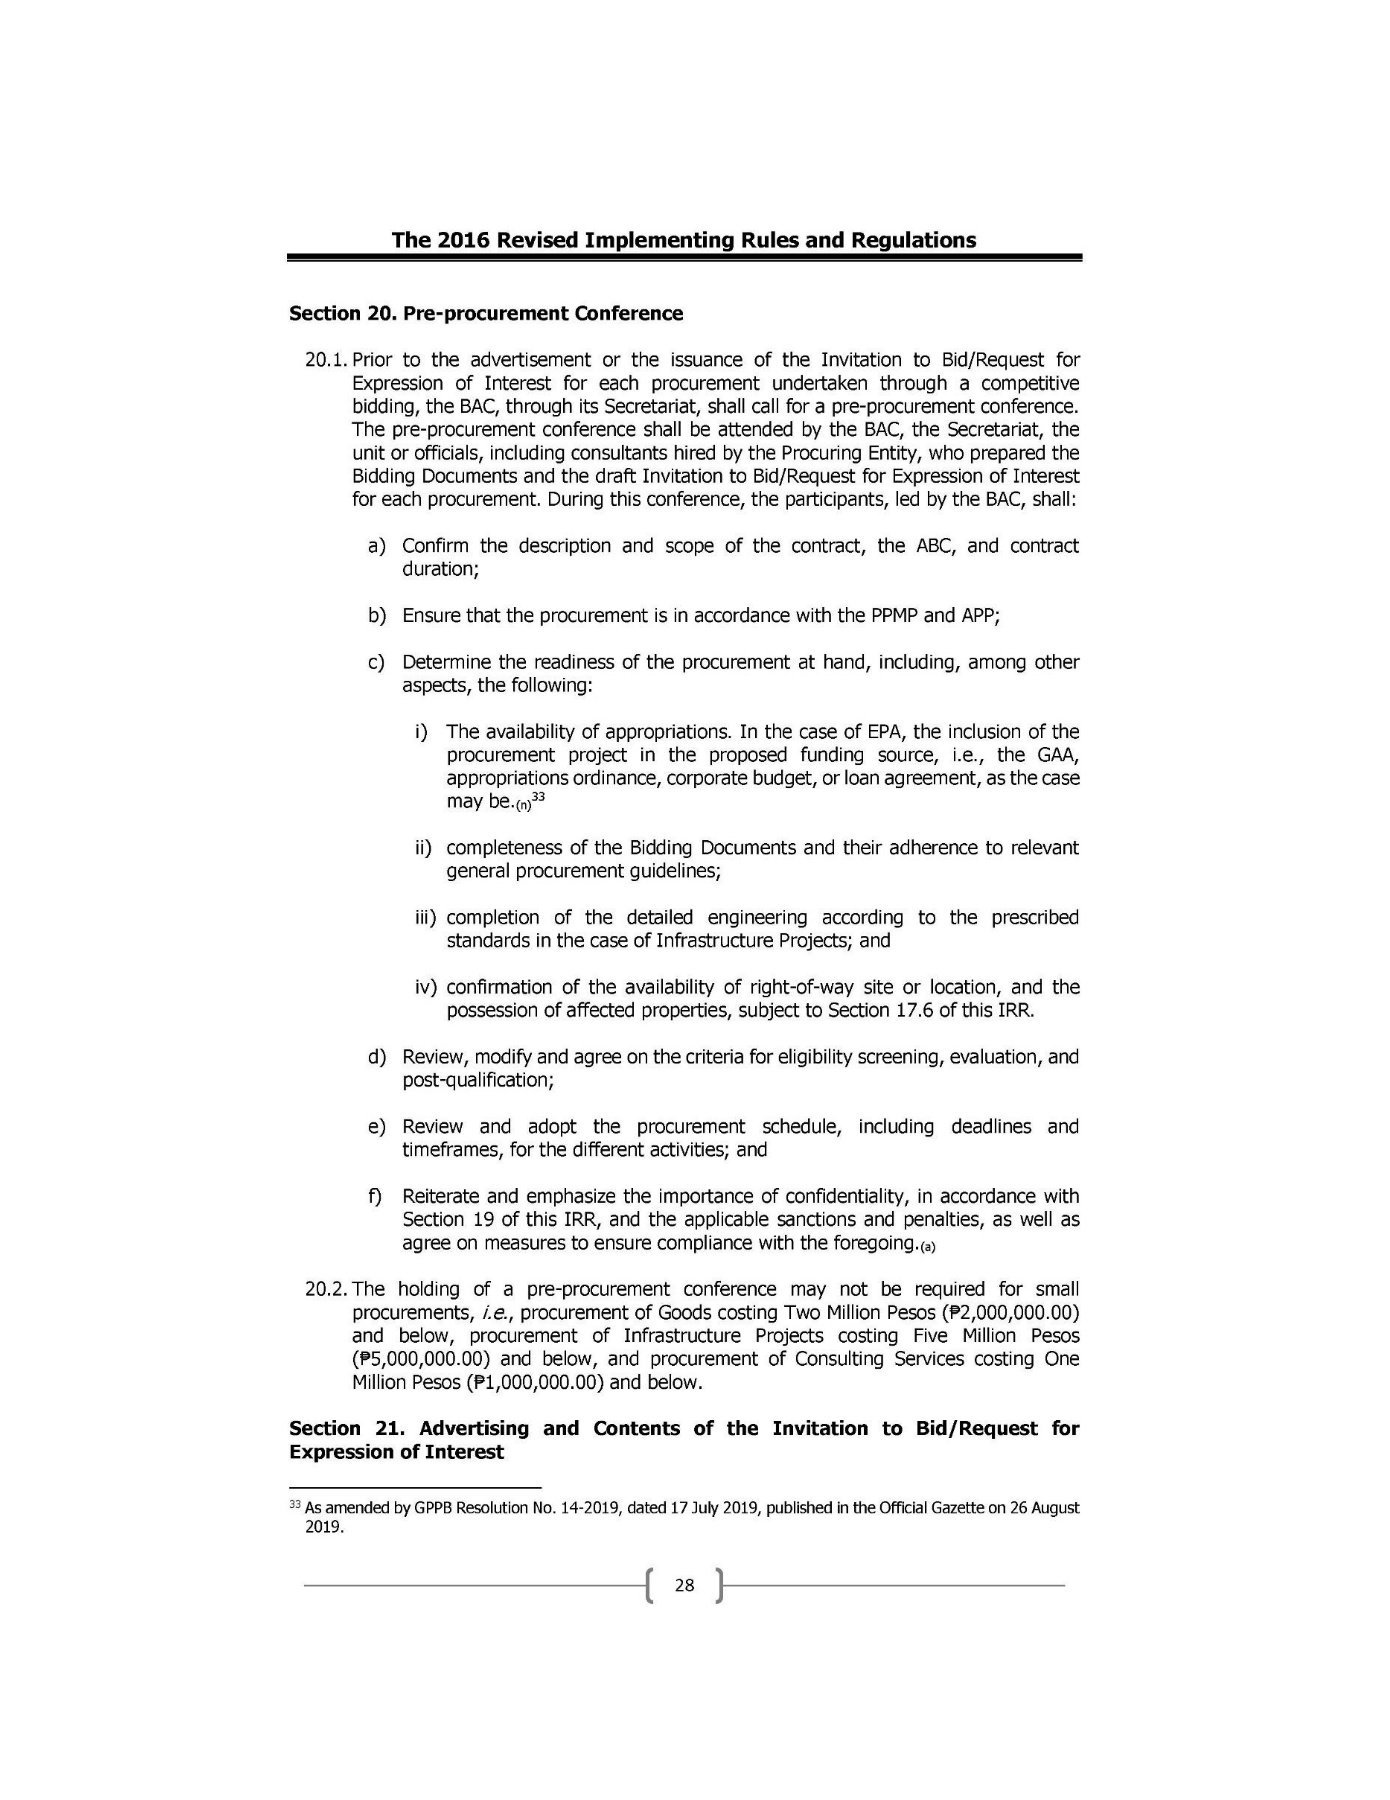 The 2016 Revised Implementing Rules and Regulations
Section 20. Pre-procurement Conference
20.1. Prior to the advertisement or the issuance of the Invitation to Bid/Request for
Expression of Interest for each procurement undertaken through a competitive
bidding, the BAC, through its Secretariat, shall call for a pre-procurement conference.
The pre-procurement conference shall be attended by the BAC, the Secretariat, the
unit or officials, including consultants hired by the Procuring Entity, who prepared the
Bidding Documents and the draft Invitation to Bid/Request for Expression of Interest
for each procurement. During this conference, the participants, led by the BAC, shall:
a) Confirm the description and scope of the contract, the ABC, and contract
duration;
b) Ensure that the procurement is in accordance with the PPMP and APP;
c) Determine the readiness of the procurement at hand, including, among other
aspects, the following:
i) The availability of appropriations. In the case of EPA, the inclusion of the
procurement project in the proposed funding source, i.e., the GAA,
appropriations ordinance, corporate budget, or loan agreement, as the case
may be.(n)33
ii) completeness of the Bidding Documents and their adherence to relevant
general procurement guidelines;
iii) completion of the detailed engineering according to the prescribed
standards in the case of Infrastructure Projects; and
iv) confirmation of the availability of right-of-way site or location, and the
possession of affected properties, subject to Section 17.6 of this IRR.
d) Review, modify and agree on the criteria for eligibility screening, evaluation, and
post-qualification;
e) Review and adopt the procurement schedule, including deadlines and
timeframes, for the different activities; and
f) Reiterate and emphasize the importance of confidentiality, in accordance with
Section 19 of this IRR, and the applicable sanctions and penalties, as well as
agree on measures to ensure compliance with the foregoing.(a)
20.2. The holding of a pre-procurement conference may not be required for small
procurements, i.e., procurement of Goods costing Two Million Pesos (₱2,000,000.00)
and below, procurement of Infrastructure Projects costing Five Million Pesos
(₱5,000,000.00) and below, and procurement of Consulting Services costing One
Million Pesos (₱1,000,000.00) and below.
Section 21. Advertising and Contents of the Invitation to Bid/Request for
Expression of Interest
33 As amended by GPPB Resolution No. 14-2019, dated 17 July 2019, published in the Official Gazette on 26 August
2019.
28